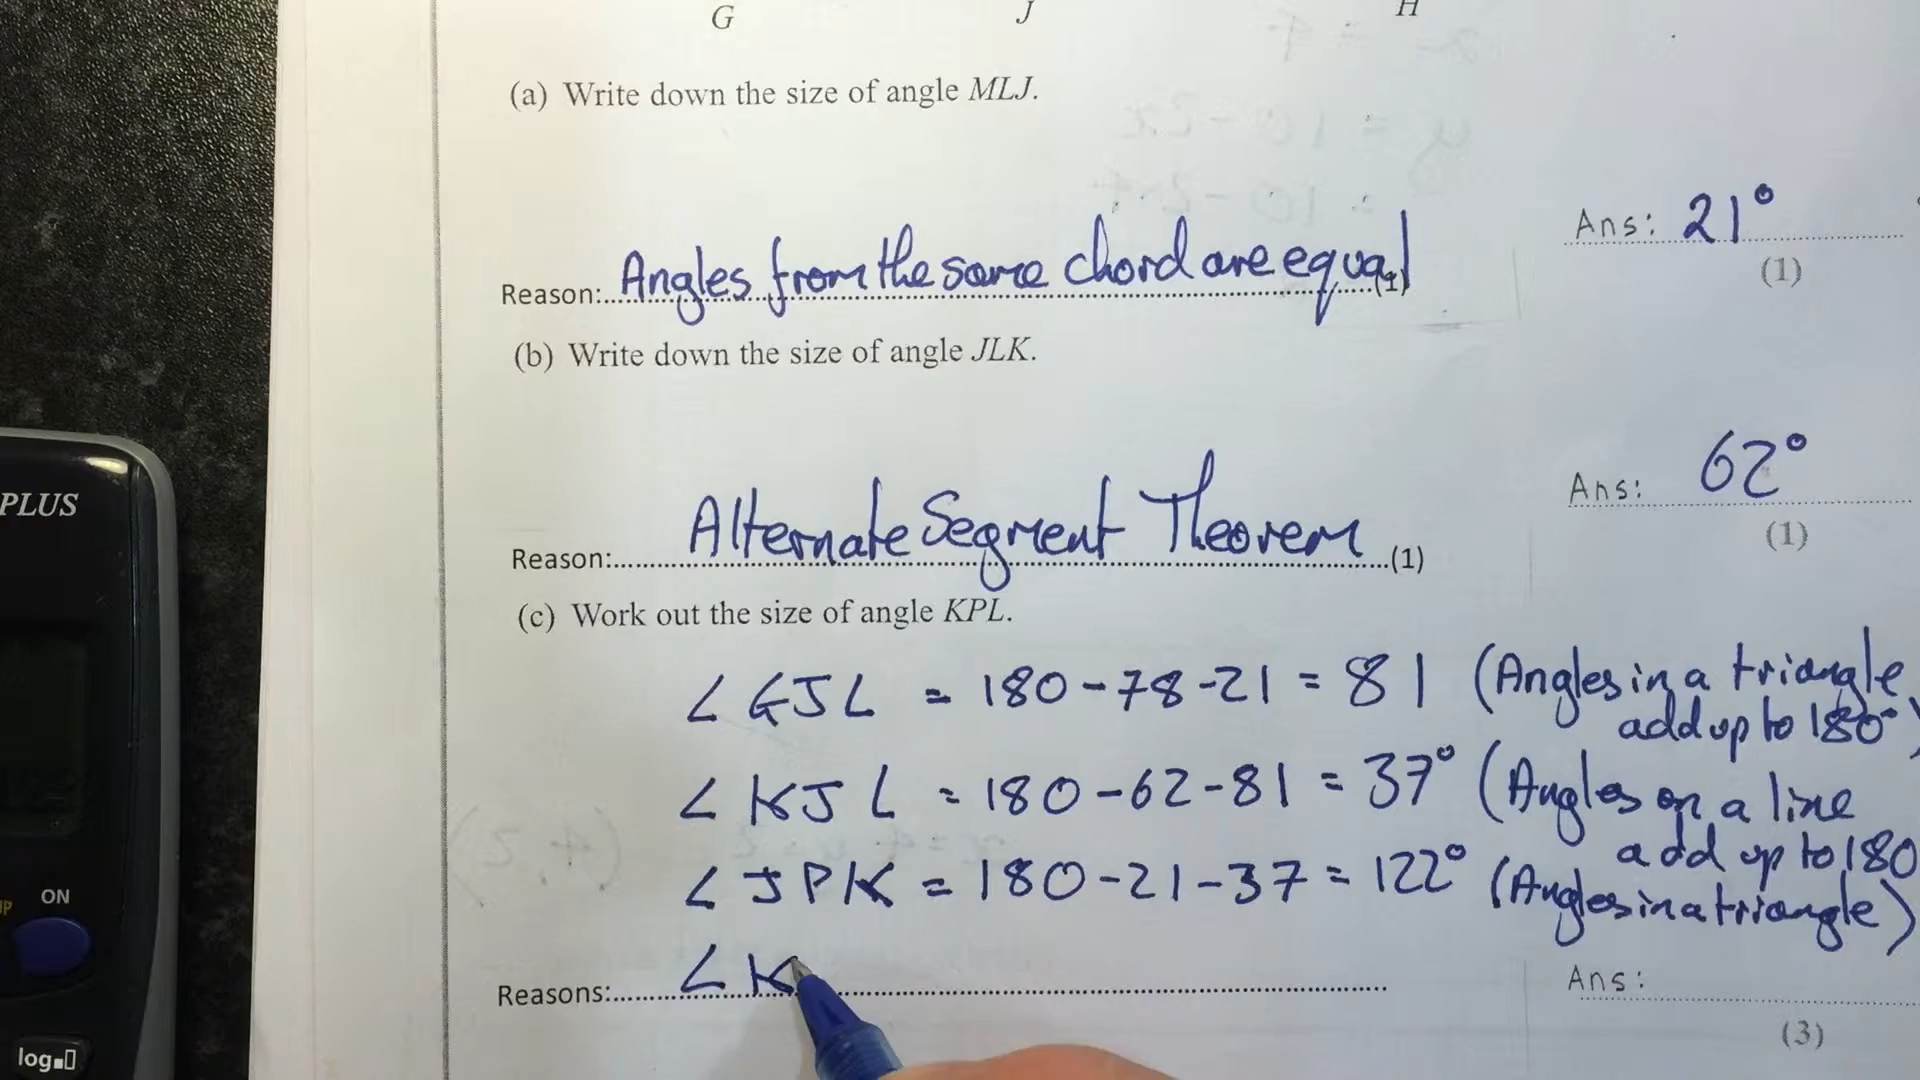 G J H
(a) Write down the size of angle MLJ.
Ans: 21°
(1)
Reason: Angles from the same chord are equal (1)
(b) Write down the size of angle JLK.
Ans: 62°
(1)
Reason: Alternate Segment Theorem (1)
(c) Work out the size of angle KPL.
∠ GJL = 180-78-21 = 81 (Angles in a triangle
add up to 180°)
∠ KJL = 180-62-81 = 37° (Angles on a line
add up to 180
∠ JPK = 180-21-37 = 122° (Angles in a triangle)
Reasons: ∠ K
Ans:
(3)
PLUS
ON
log